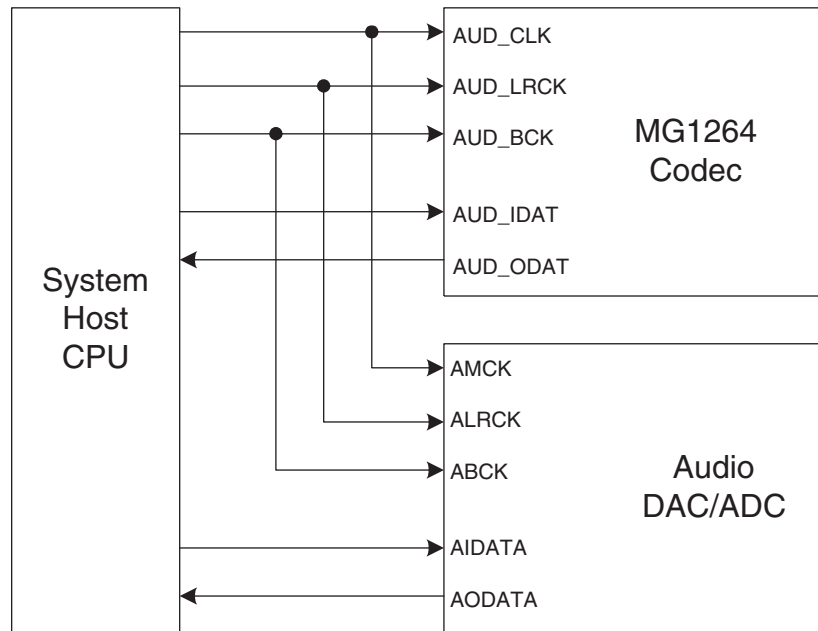 System
Host
CPU
AUD_CLK
AUD_LRCK
AUD_BCK
AUD_IDAT
AUD_ODAT
MG1264
Codec
AMCK
ALRCK
ABCK
AIDATA
AODATA
Audio
DAC/ADC